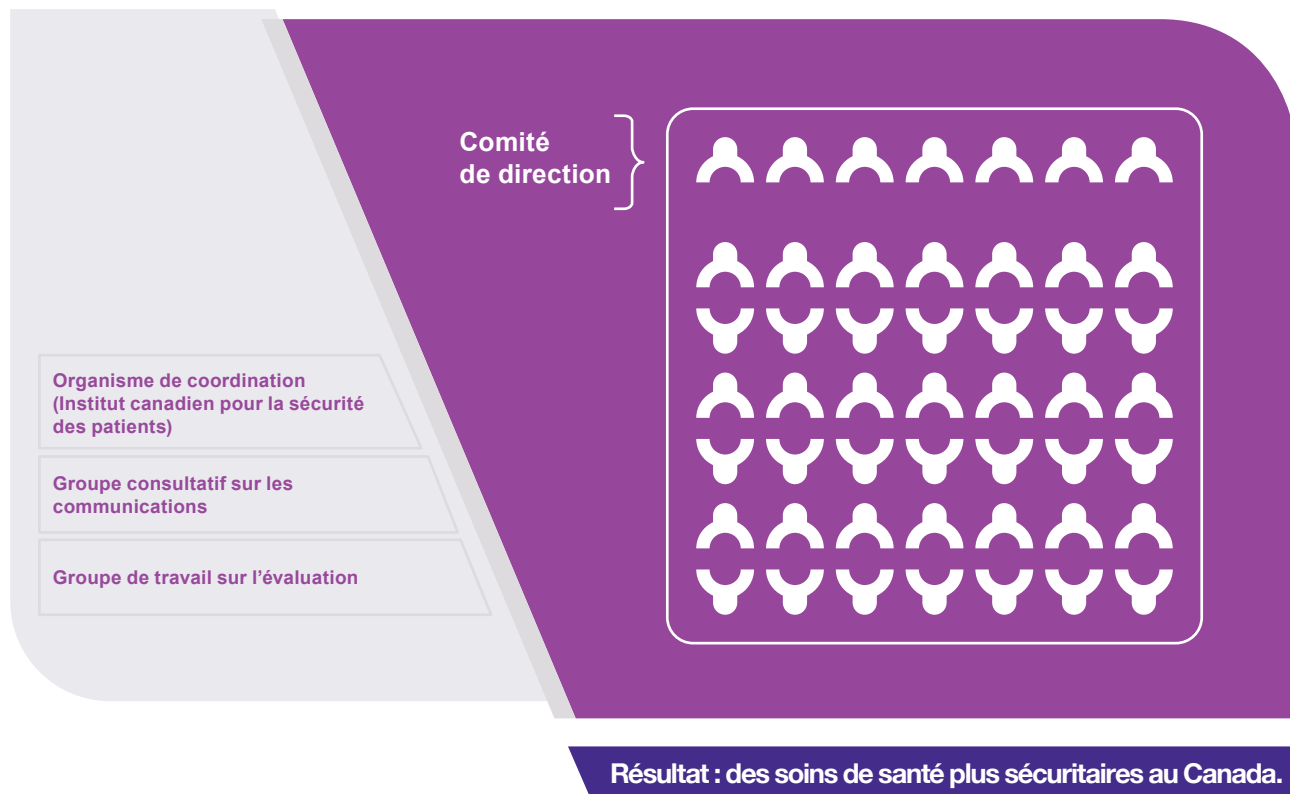 Comité
de direction
Organisme de coordination
(Institut canadien pour la sécurité
des patients)
Groupe consultatif sur les
communications
Groupe de travail sur l’évaluation
Résultat : des soins de santé plus sécuritaires au Canada.